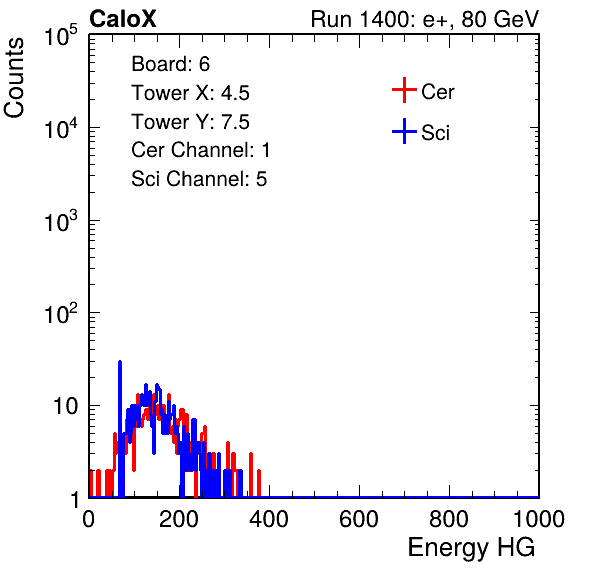 CaloX Run 1400: e+, 80 GeV
Counts
10^5
10^4
10^3
10^2
10
1
Board: 6
Tower X: 4.5
Tower Y: 7.5
Cer Channel: 1
Sci Channel: 5
Cer
Sci
0 200 400 600 800 1000
Energy HG